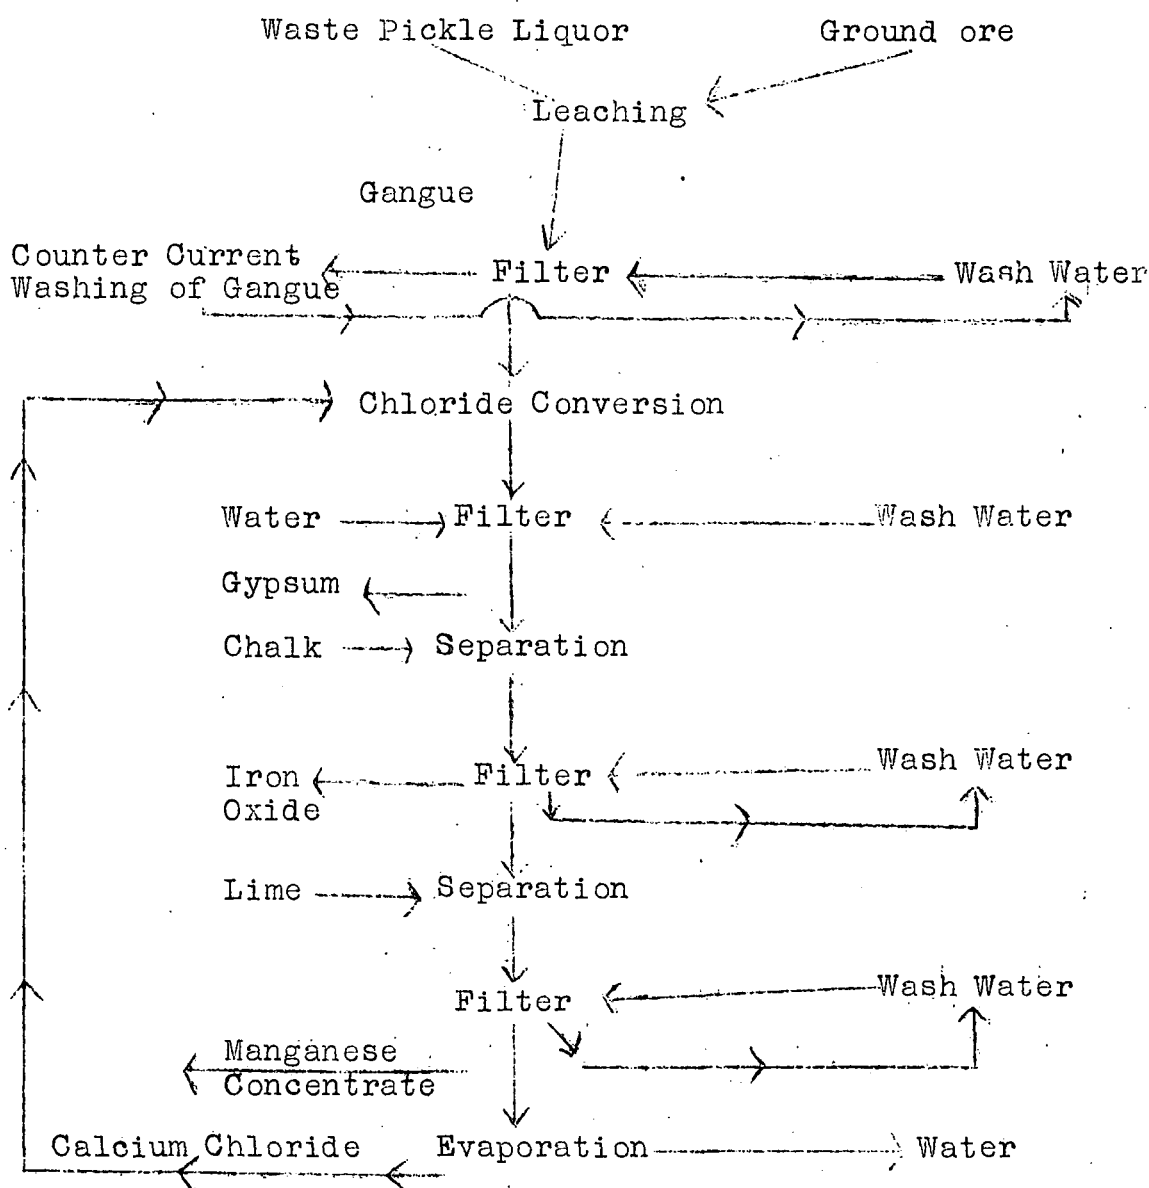 Waste Pickle Liquor
Ground ore
Leaching
Gangue
Counter Current
Washing of Gangue
Filter
Wash Water
Chloride Conversion
Water
Filter
Wash Water
Gypsum
Chalk
Separation
Iron
Oxide
Filter
Wash Water
Lime
Separation
Filter
Wash Water
Manganese
Concentrate
Calcium Chloride
Evaporation
Water